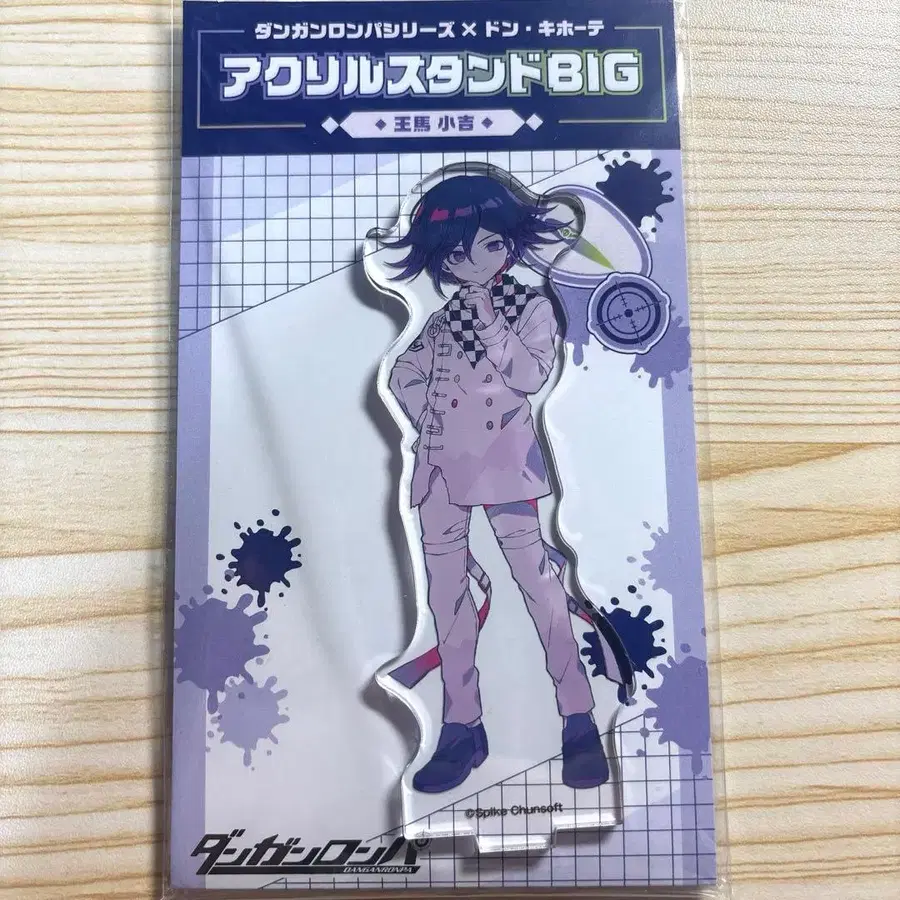 ダンガンロンパシリーズ × ドン・キホーテ
アクリルスタンドBIG
王馬 小吉
©Spike Chunsoft
ダンガンロンパ
DANGANRONPA